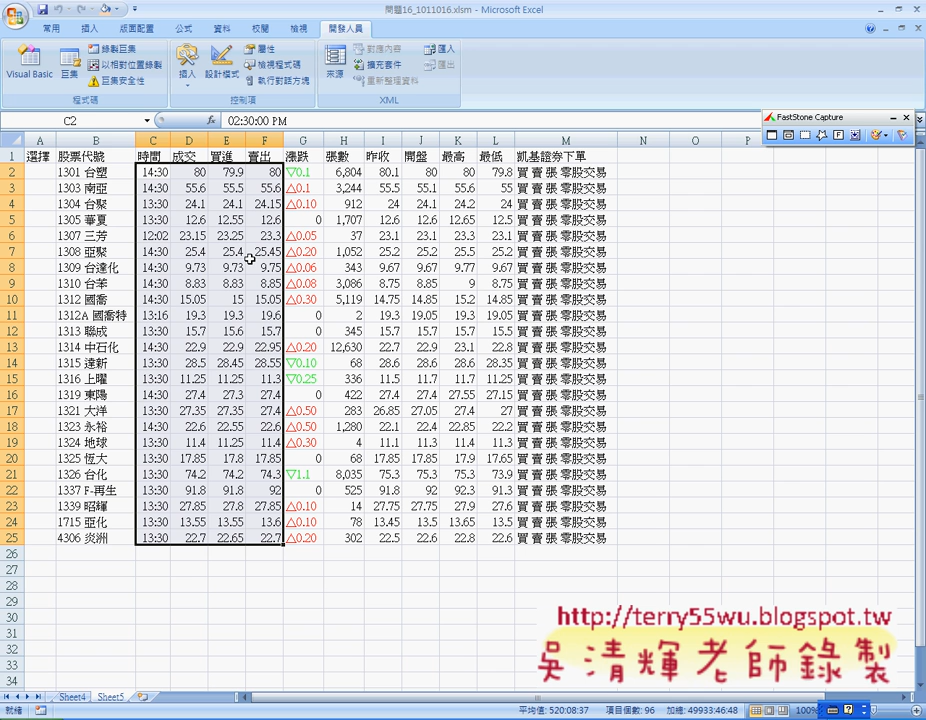 問題16_1011016.xlsm - Microsoft Excel
常用 插入 版面配置 公式 資料 校閱 檢視 開發人員
Visual Basic 巨集 錄製巨集 以相對位置錄製 巨集安全性 程式碼
插入 設計模式 屬性 檢視程式碼 執行對話方塊 控制項
來源 對應內容 擴充套件 重新整理資料 匯入 匯出 XML
C2 fx 02:30:00 PM
FastStone Capture
A B C D E F G H I J K L M N O P
1 選擇 股票代號 時間 成交 買進 賣出 漲跌 張數 昨收 開盤 最高 最低 凱基證券下單
2 1301 台塑 14:30 80 79.9 80 ▽0.1 6,804 80.1 80 80 79.8 買 賣 張 零股交易
3 1303 南亞 14:30 55.6 55.5 55.6 △0.1 3,244 55.5 55.1 55.6 55 買 賣 張 零股交易
4 1304 台聚 13:30 24.1 24.1 24.15 △0.10 912 24 24.1 24.2 24 買 賣 張 零股交易
5 1305 華夏 13:30 12.6 12.55 12.6 0 1,707 12.6 12.6 12.65 12.5 買 賣 張 零股交易
6 1307 三芳 12:02 23.15 23.25 23.3 △0.05 37 23.1 23.1 23.3 23.1 買 賣 張 零股交易
7 1308 亞聚 14:30 25.4 25.4 25.45 △0.20 1,052 25.2 25.2 25.5 25.2 買 賣 張 零股交易
8 1309 台達化 14:30 9.73 9.73 9.75 △0.06 343 9.67 9.67 9.77 9.67 買 賣 張 零股交易
9 1310 台苯 14:30 8.83 8.83 8.85 △0.08 3,086 8.75 8.85 9 8.75 買 賣 張 零股交易
10 1312 國喬 14:30 15.05 15 15.05 △0.30 5,119 14.75 14.85 15.2 14.85 買 賣 張 零股交易
11 1312A 國喬特 13:16 19.3 19.3 19.6 0 2 19.3 19.05 19.3 19.05 買 賣 張 零股交易
12 1313 聯成 13:30 15.7 15.6 15.7 0 345 15.7 15.7 15.7 15.5 買 賣 張 零股交易
13 1314 中石化 14:30 22.9 22.9 22.95 △0.20 12,630 22.7 22.9 23.1 22.8 買 賣 張 零股交易
14 1315 達新 13:30 28.5 28.45 28.55 ▽0.10 68 28.6 28.6 28.6 28.35 買 賣 張 零股交易
15 1316 上曜 13:30 11.25 11.25 11.3 ▽0.25 336 11.5 11.7 11.7 11.25 買 賣 張 零股交易
16 1319 東陽 14:30 27.4 27.3 27.4 0 422 27.4 27.4 27.55 27.15 買 賣 張 零股交易
17 1321 大洋 13:30 27.35 27.35 27.4 △0.50 283 26.85 27.05 27.4 27 買 賣 張 零股交易
18 1323 永裕 14:30 22.6 22.55 22.6 △0.50 1,280 22.1 22.4 22.85 22.2 買 賣 張 零股交易
19 1324 地球 13:30 11.4 11.25 11.4 △0.30 4 11.1 11.3 11.4 11.3 買 賣 張 零股交易
20 1325 恆大 13:30 17.85 17.8 17.85 0 68 17.85 17.85 17.9 17.65 買 賣 張 零股交易
21 1326 台化 14:30 74.2 74.2 74.3 ▽1.1 8,035 75.3 75.3 75.3 73.9 買 賣 張 零股交易
22 1337 F-再生 13:30 91.8 91.8 92 0 525 91.8 92 92.3 91.3 買 賣 張 零股交易
23 1339 昭輝 13:30 27.85 27.8 27.85 △0.10 14 27.75 27.75 27.9 27.6 買 賣 張 零股交易
24 1715 亞化 13:30 13.55 13.55 13.6 △0.10 78 13.45 13.5 13.65 13.5 買 賣 張 零股交易
25 4306 炎洲 13:30 22.7 22.65 22.7 △0.20 302 22.5 22.6 22.8 22.6 買 賣 張 零股交易
26
27
28
29
30
31
32
33
34
http://terry55wu.blogspot.tw
吳清輝老師錄製
Sheet4 Sheet5
就緒 平均值: 520:08:37 項目個數: 96 加總: 49933:46:48 100%